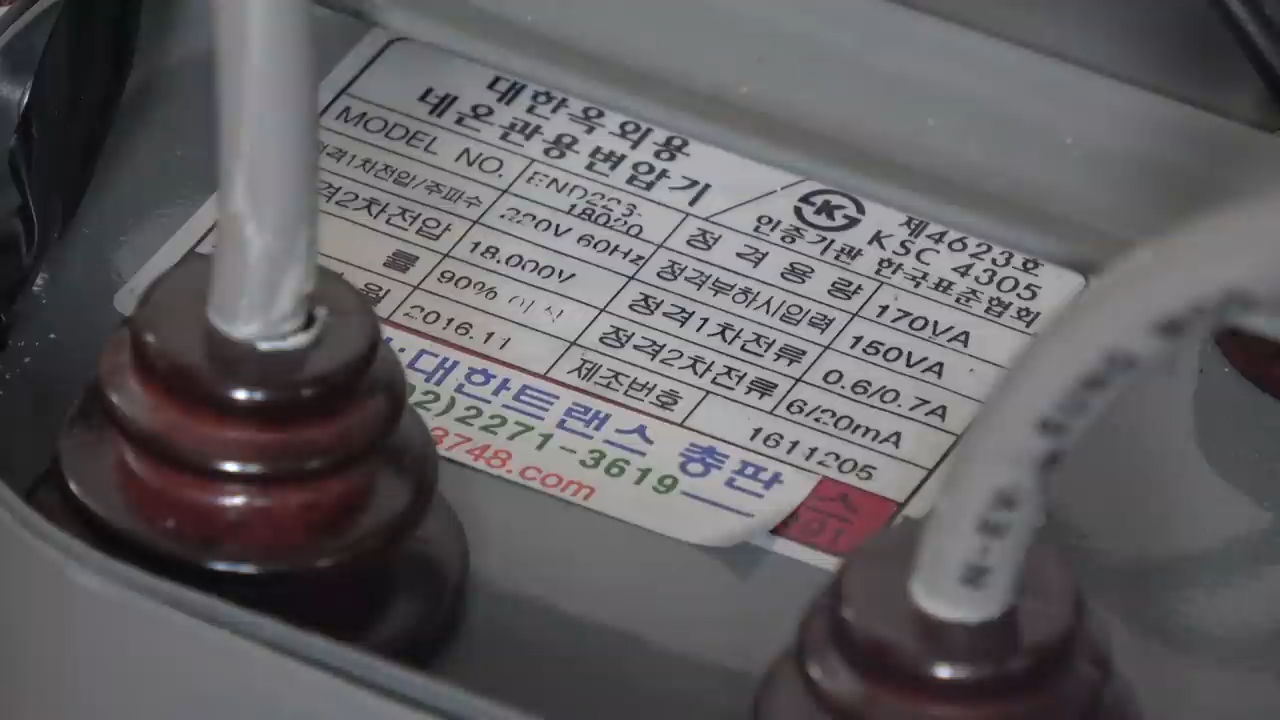 대한옥외용
네온관용변압기
제4623호
KSC 4305
인증기관 한국표준협회
MODEL NO. END22S-18020
정격용량 170VA
격1차전압/주파수 220V 60Hz
정격부하시입력 150VA
격2차전압 18.000V
정격1차전류 0.6/0.7A
률 90% 이상
정격2차전류 6/20mA
월 2016.11
제조번호 1611205
대한트랜스 총판
02)2271-3619
3748.com